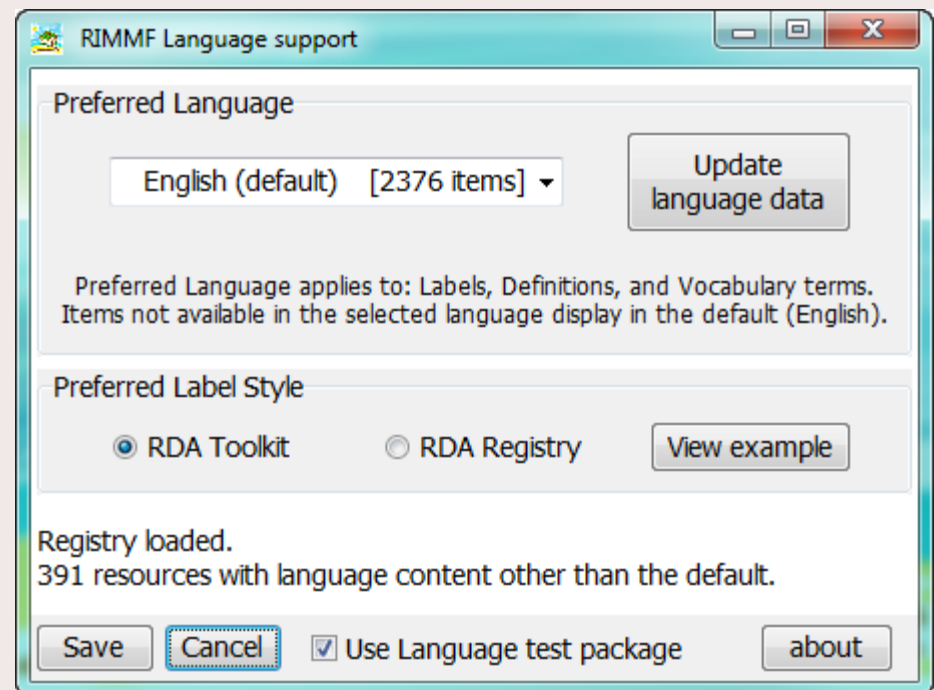 RIMMF Language support
Preferred Language
English (default) [2376 items]
Update
language data
Preferred Language applies to: Labels, Definitions, and Vocabulary terms.
Items not available in the selected language display in the default (English).
Preferred Label Style
RDA Toolkit RDA Registry View example
Registry loaded.
391 resources with language content other than the default.
Save Cancel Use Language test package about